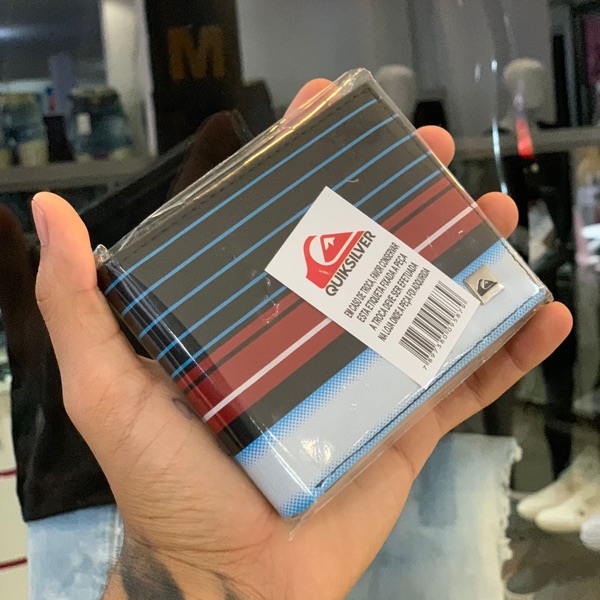 M
QUIKSILVER
EM CASO DE TROCA, FAVOR CONSERVAR
ESTA ETIQUETA FIXADA A PEÇA
A TROCA DEVE SER EFETUADA
NA LOJA ONDE A PEÇA FOI ADQUIRIDA